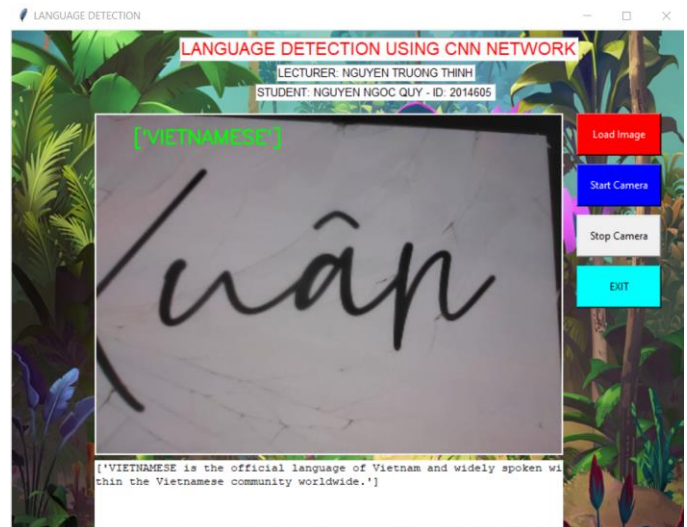 LANGUAGE DETECTION
LANGUAGE DETECTION USING CNN NETWORK
LECTURER: NGUYEN TRUONG THINH
STUDENT: NGUYEN NGOC QUY - ID: 2014605
['VIETNAMESE']
Load Image
Start Camera
Stop Camera
EXIT
Xuân
['VIETNAMESE is the official language of Vietnam and widely spoken wi
thin the Vietnamese community worldwide.']